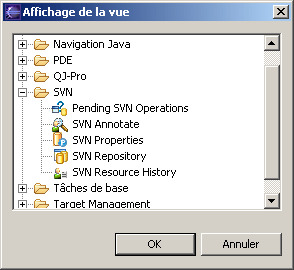 Affichage de la vue
Navigation Java
PDE
QJ-Pro
SVN
Pending SVN Operations
SVN Annotate
SVN Properties
SVN Repository
SVN Resource History
Tâches de base
Target Management
OK
Annuler